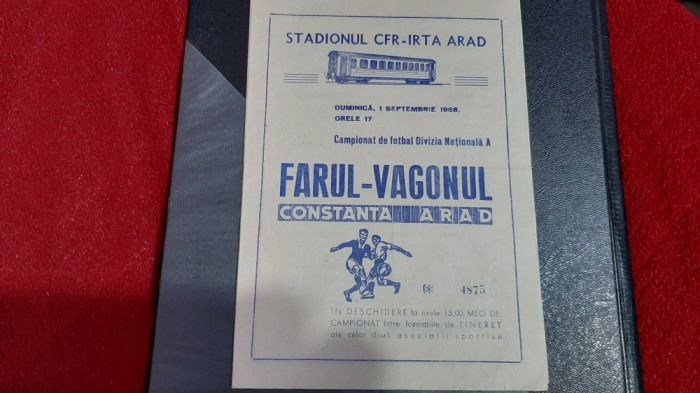 STADIONUL CFR-IRTA ARAD
DUMINICĂ, 1 SEPTEMBRIE 1968.
ORELE 17
Campionat de fotbal Divizia Națională A
FARUL-VAGONUL
CONSTANTA ARAD
4875
ÎN DESCHIDERE la orele 15,00 MECI DE
CAMPIONAT între formațiile de TINERET
ale celor două asociații sportive